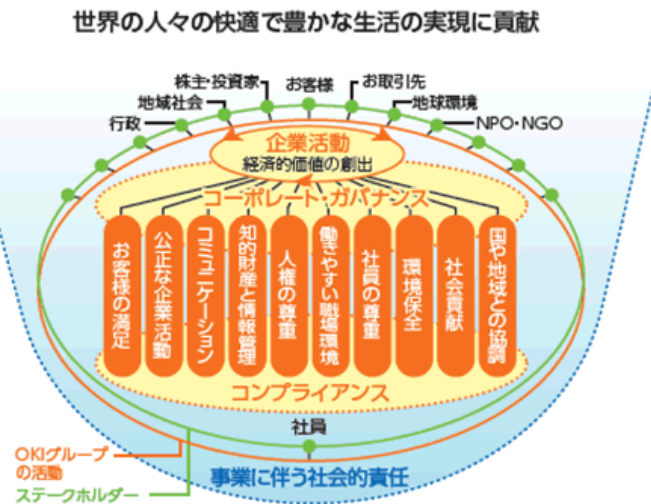 世界の人々の快適で豊かな生活の実現に貢献
株主・投資家
お客様
お取引先
地域社会
地球環境
行政
NPO・NGO
企業活動
経済的価値の創出
コーポレート・ガバナンス
お客様の満足
公正な企業活動
コミュニケーション
知的財産と情報管理
人権の尊重
働きやすい職場環境
社員の尊重
環境保全
社会貢献
国や地域との協調
コンプライアンス
社員
OKIグループ
の活動
事業に伴う社会的責任
ステークホルダー